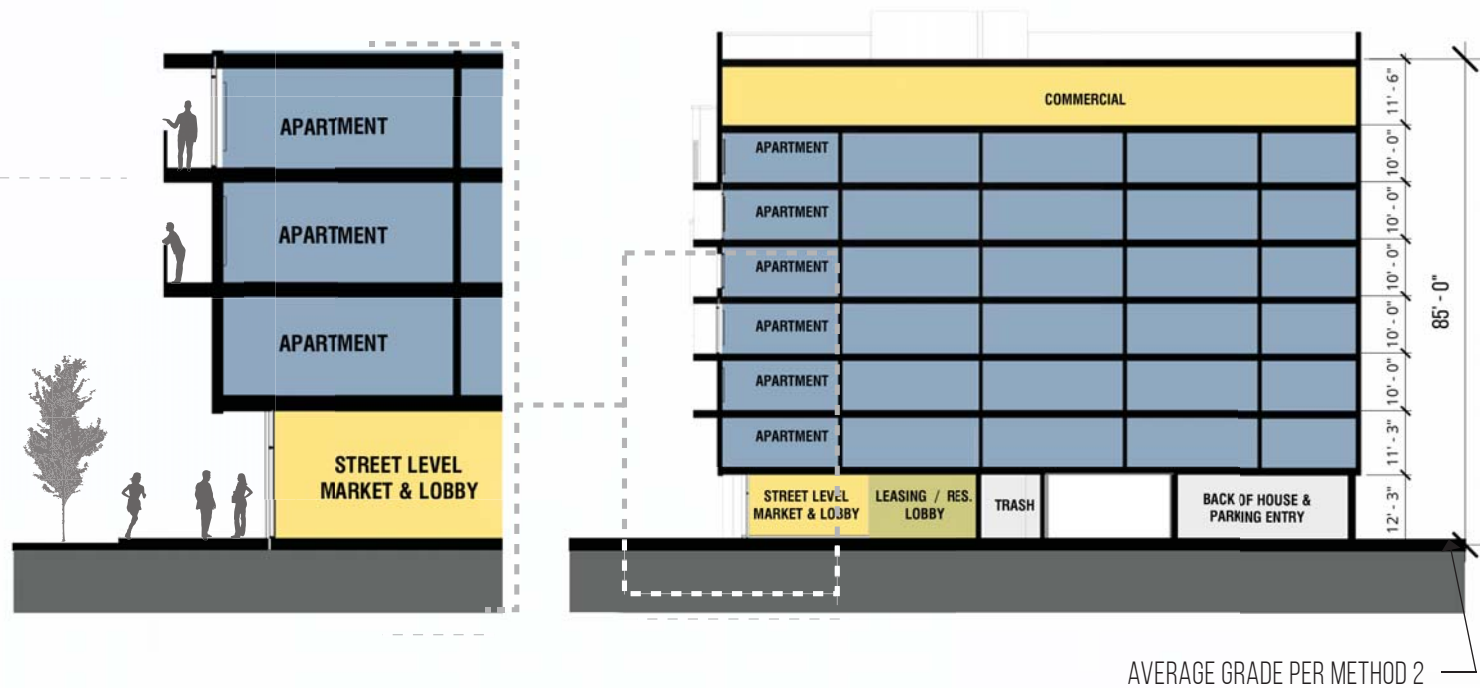 APARTMENT
APARTMENT
APARTMENT
STREET LEVEL
MARKET & LOBBY
COMMERCIAL
APARTMENT
APARTMENT
APARTMENT
APARTMENT
APARTMENT
APARTMENT
STREET LEVEL
MARKET & LOBBY
LEASING / RES.
LOBBY
TRASH
BACK OF HOUSE &
PARKING ENTRY
11' - 6"
10' - 0"
10' - 0"
10' - 0"
10' - 0"
10' - 0"
11' - 3"
12' - 3"
85' - 0"
AVERAGE GRADE PER METHOD 2